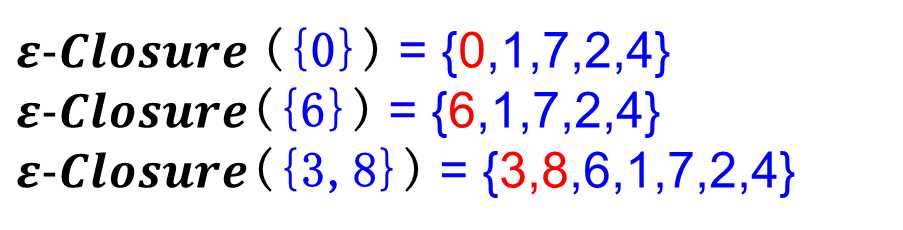 ε-Closure({0}) = {0,1,7,2,4}
ε-Closure({6}) = {6,1,7,2,4}
ε-Closure({3, 8}) = {3,8,6,1,7,2,4}